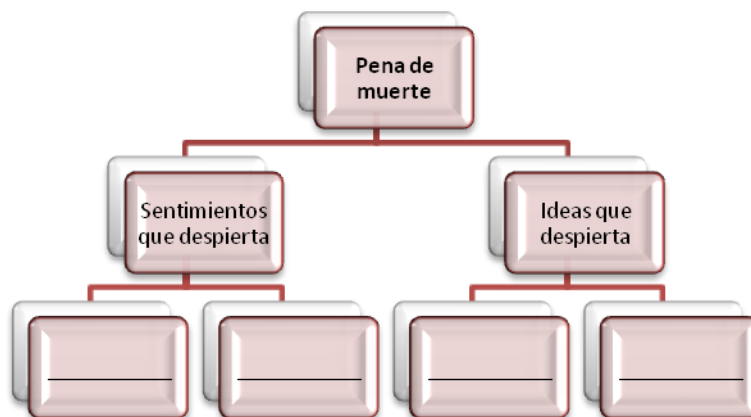 Pena de
muerte
Sentimientos
que despierta
Ideas que
despierta